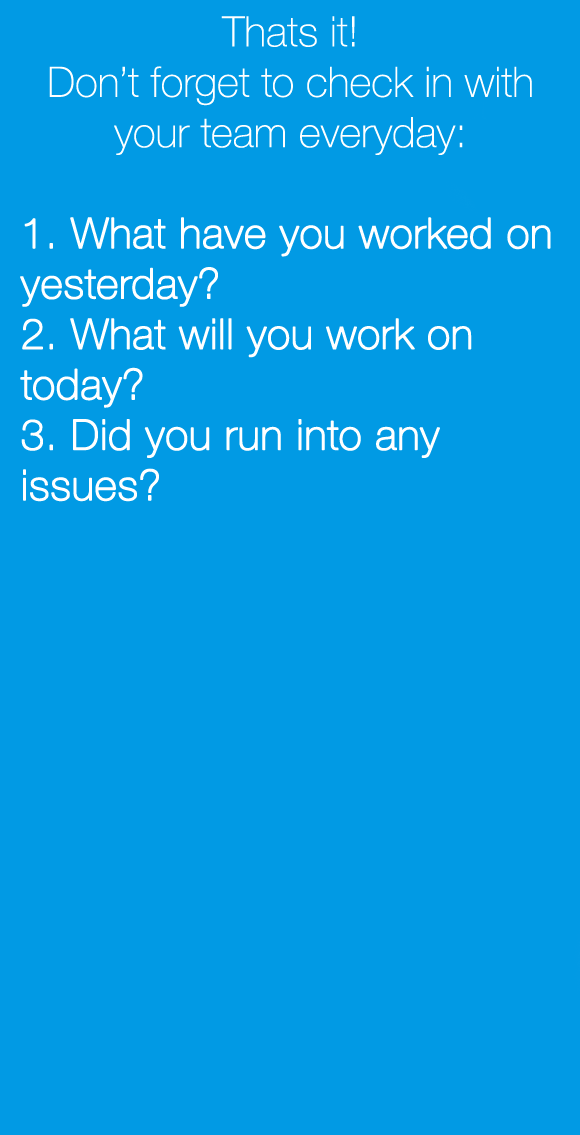 Thats it!
Don’t forget to check in with
your team everyday:
1. What have you worked on
yesterday?
2. What will you work on
today?
3. Did you run into any
issues?